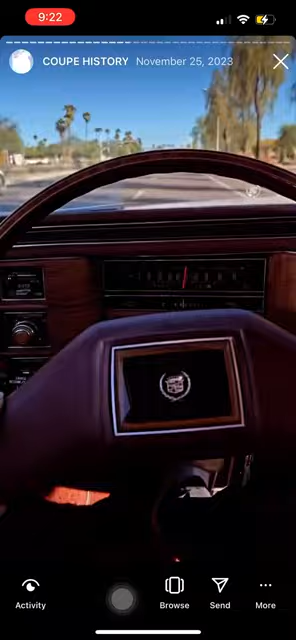 9:22
COUPE HISTORY November 25, 2023
Activity
Browse
Send
More